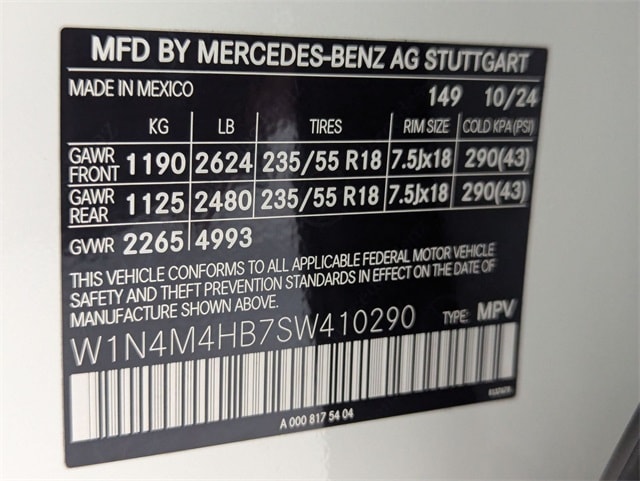 MFD BY MERCEDES-BENZ AG STUTTGART
MADE IN MEXICO 149 10/24
KG LB TIRES RIM SIZE COLD KPA(PSI)
GAWR FRONT 1190 2624 235/55 R18 7.5Jx18 290(43)
GAWR REAR 1125 2480 235/55 R18 7.5Jx18 290(43)
GVWR 2265 4993
THIS VEHICLE CONFORMS TO ALL APPLICABLE FEDERAL MOTOR VEHICLE
SAFETY AND THEFT PREVENTION STANDARDS IN EFFECT ON THE DATE OF
MANUFACTURE SHOWN ABOVE.
W1N4M4HB7SW410290 TYPE: MPV
A 000 817 54 04